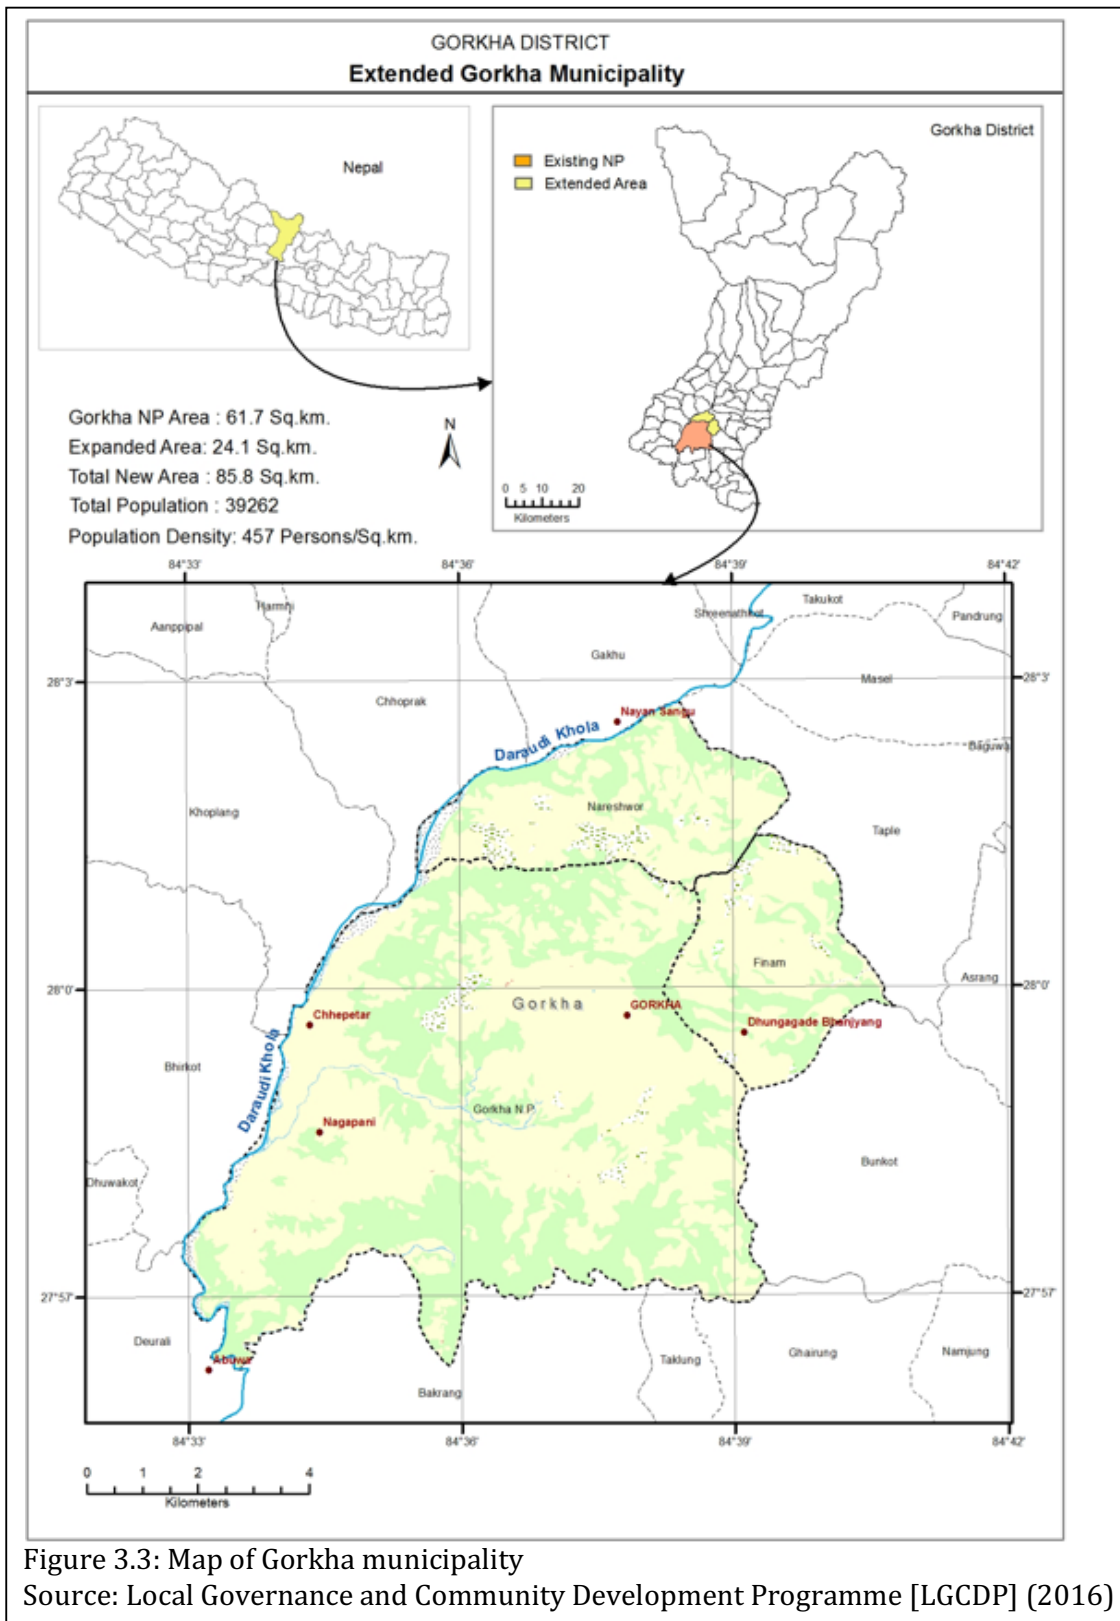 GORKHA DISTRICT
Extended Gorkha Municipality
Nepal
Gorkha District
Existing NP
Extended Area
Gorkha NP Area : 61.7 Sq.km.
Expanded Area: 24.1 Sq.km.
Total New Area : 85.8 Sq.km.
Total Population : 39262
Population Density: 457 Persons/Sq.km.
N
0 5 10 20
Kilometers
84°33' 84°36' 84°39' 84°42'
Harmhi
Takukot
Aanppipal
Shreenathkot
Pandrung
Gakhu
28°3' 28°3'
Masel
Chhoprak
Nayan Sangu
Daraudi Khola
Baguwa
Nareshwor
Khoplang
Taple
Finam
Asrang
28°0' 28°0'
Gorkha
GORKHA
Chhepetar
Dhungagade Bhanjyang
Daraudi Khola
Bhirkot
Gorkha N.P.
Nagapani
Bunkot
Dhuwakot
27°57' 27°57'
Deurali
Abuwa
Taklung
Ghairung
Namjung
Bakrang
84°33' 84°36' 84°39' 84°42'
0 1 2 4
Kilometers
Figure 3.3: Map of Gorkha municipality
Source: Local Governance and Community Development Programme [LGCDP] (2016)